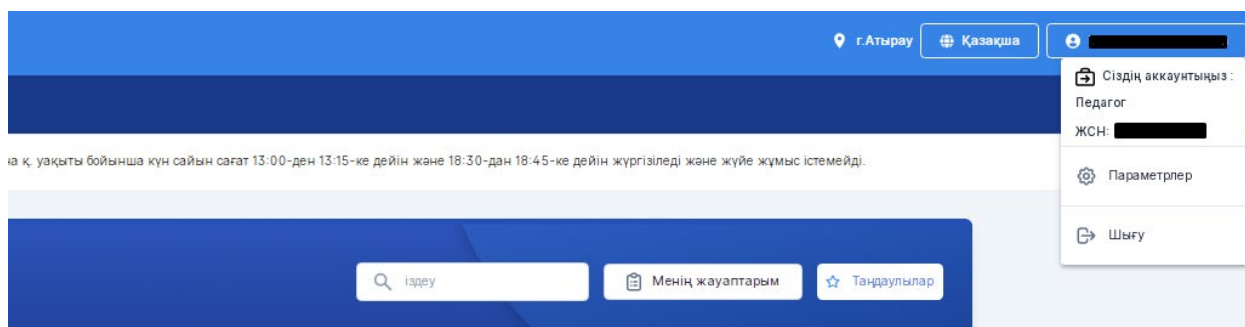 г.Атырау
Қазақша
Сіздің аккаунтыңыз :
Педагог
ЖСН:
қ. уақыты бойынша күн сайын сағат 13:00-ден 13:15-ке дейін және 18:30-дан 18:45-ке дейін жүргізіледі және жүйе жұмыс істемейді.
Параметрлер
Шығу
іздеу
Менің жауаптарым
Таңдаулылар